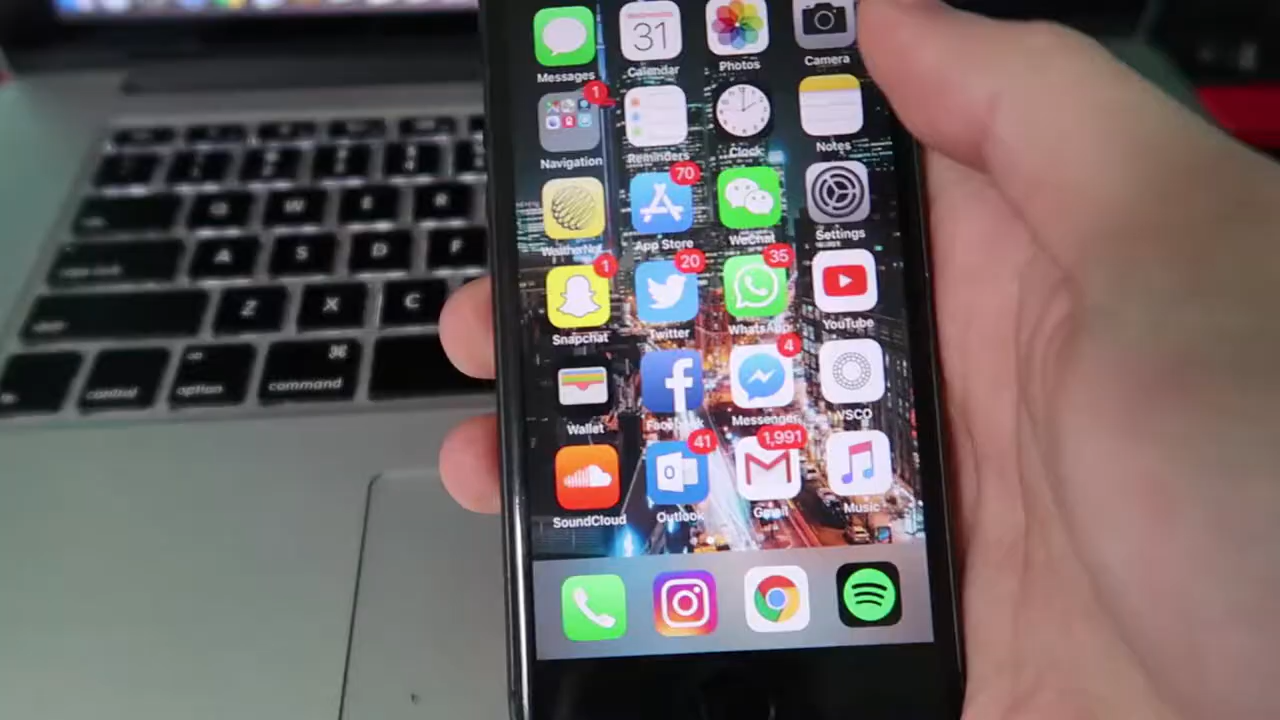 31
Messages
Calendar
Photos
Camera
1
Navigation
Reminders
Clock
Notes
70
WeatherNet
App Store
WeChat
Settings
1
20
35
Snapchat
Twitter
WhatsApp
YouTube
4
Wallet
Facebook
Messenger
VSCO
41
1,991
SoundCloud
Outlook
Gmail
Music
Q W E R
A S D F
Z X C
control
option
⌘
command